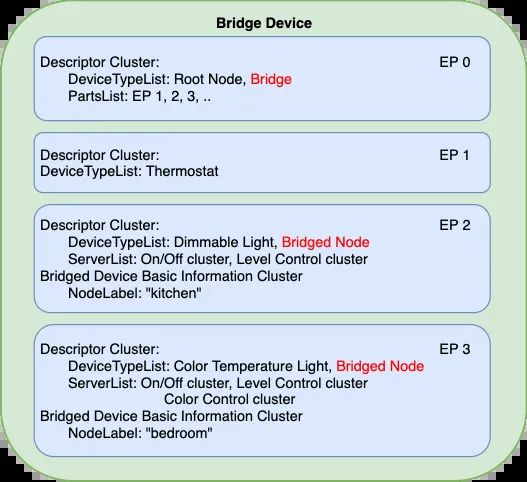 Bridge Device
Descriptor Cluster: EP 0
DeviceTypeList: Root Node, Bridge
PartsList: EP 1, 2, 3, ..
Descriptor Cluster: EP 1
DeviceTypeList: Thermostat
Descriptor Cluster: EP 2
DeviceTypeList: Dimmable Light, Bridged Node
ServerList: On/Off cluster, Level Control cluster
Bridged Device Basic Information Cluster
NodeLabel: "kitchen"
Descriptor Cluster: EP 3
DeviceTypeList: Color Temperature Light, Bridged Node
ServerList: On/Off cluster, Level Control cluster
Color Control cluster
Bridged Device Basic Information Cluster
NodeLabel: "bedroom"